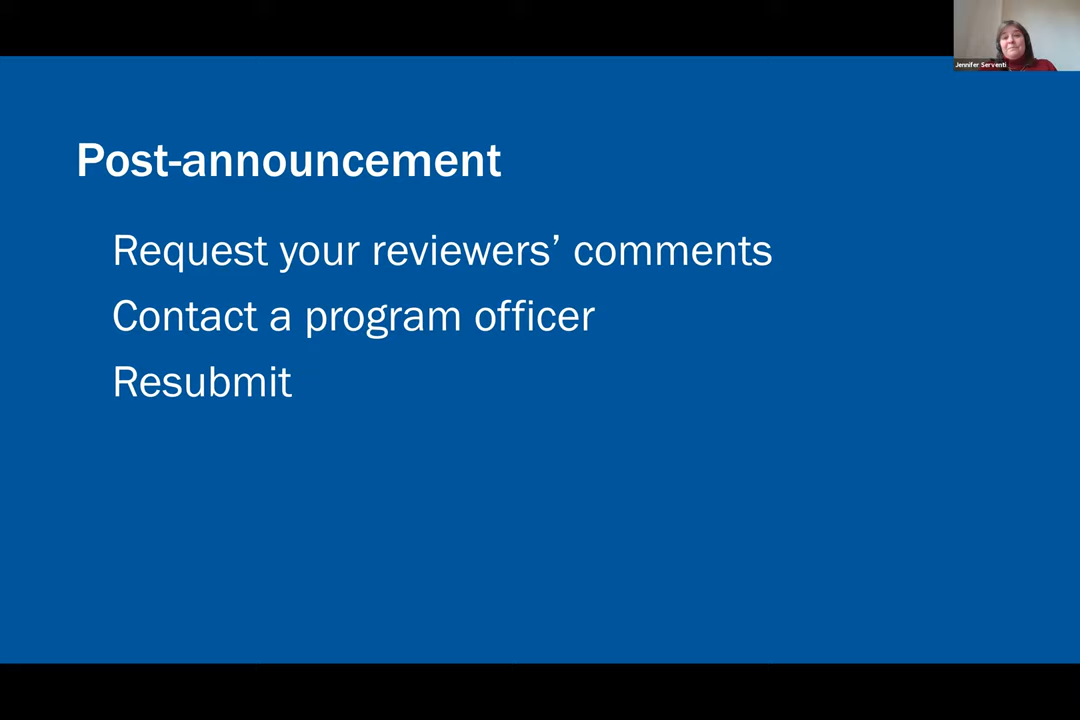 Jennifer Serventi
Post-announcement
Request your reviewers’ comments
Contact a program officer
Resubmit